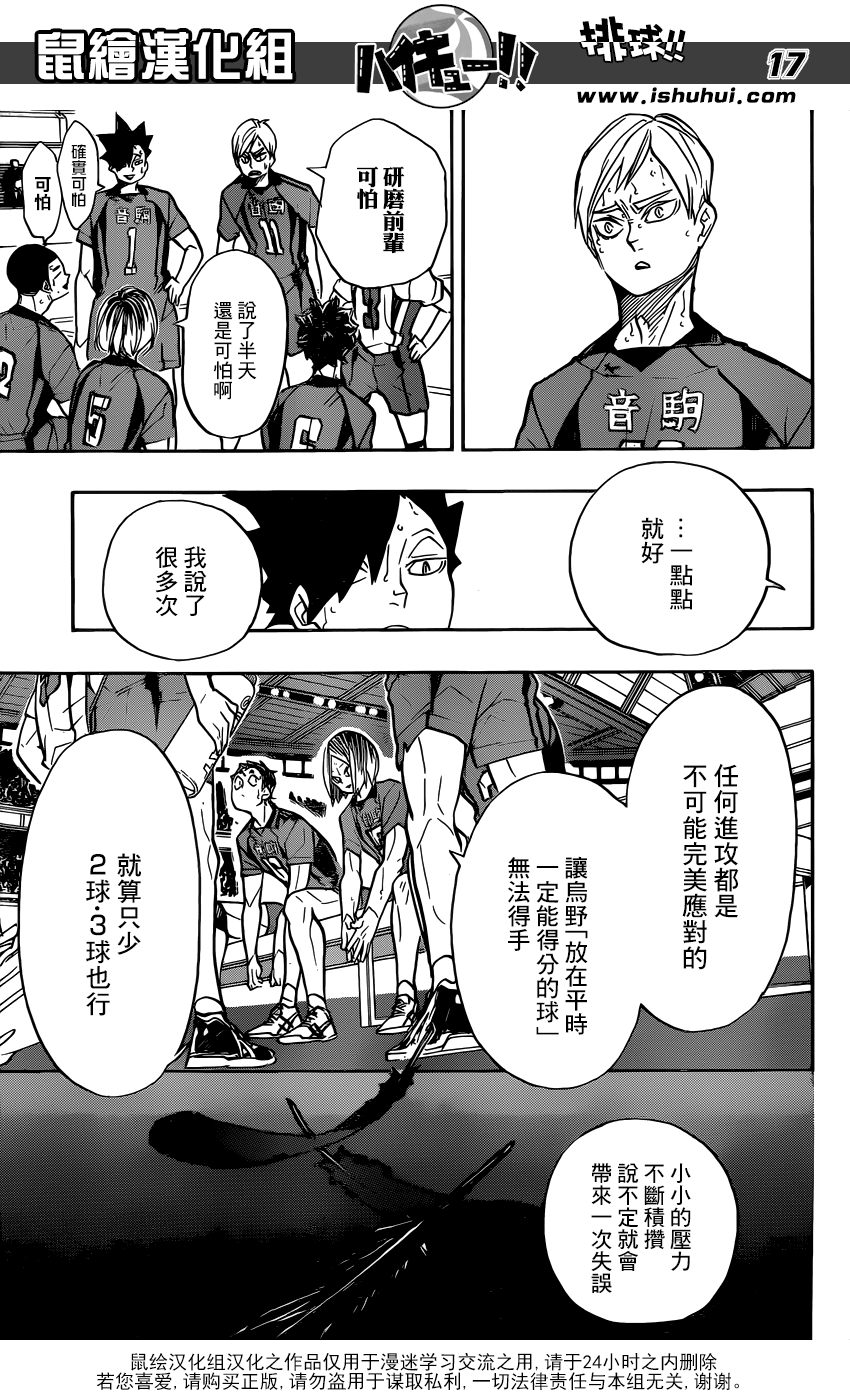 鼠繪漢化組
ハイキュー!!
排球!!
17
www.ishuhui.com
音駒
研磨前輩
可怕
確實可怕
可怕
說了半天
還是可怕啊
音駒
1
音駒
11
3
2
5
6
…一點點
就好
我說了
很多次
任何進攻都是
不可能完美應對的
讓烏野「放在平時
一定能得分的球」
無法得手
就算只少
2球·3球也行
小小的壓力
不斷積攢
說不定就會
帶來一次失誤
鼠绘汉化组汉化之作品仅用于漫迷学习交流之用, 请于24小时之内删除
若您喜爱, 请购买正版, 请勿盗用于谋取私利, 一切法律责任与本组无关, 谢谢。